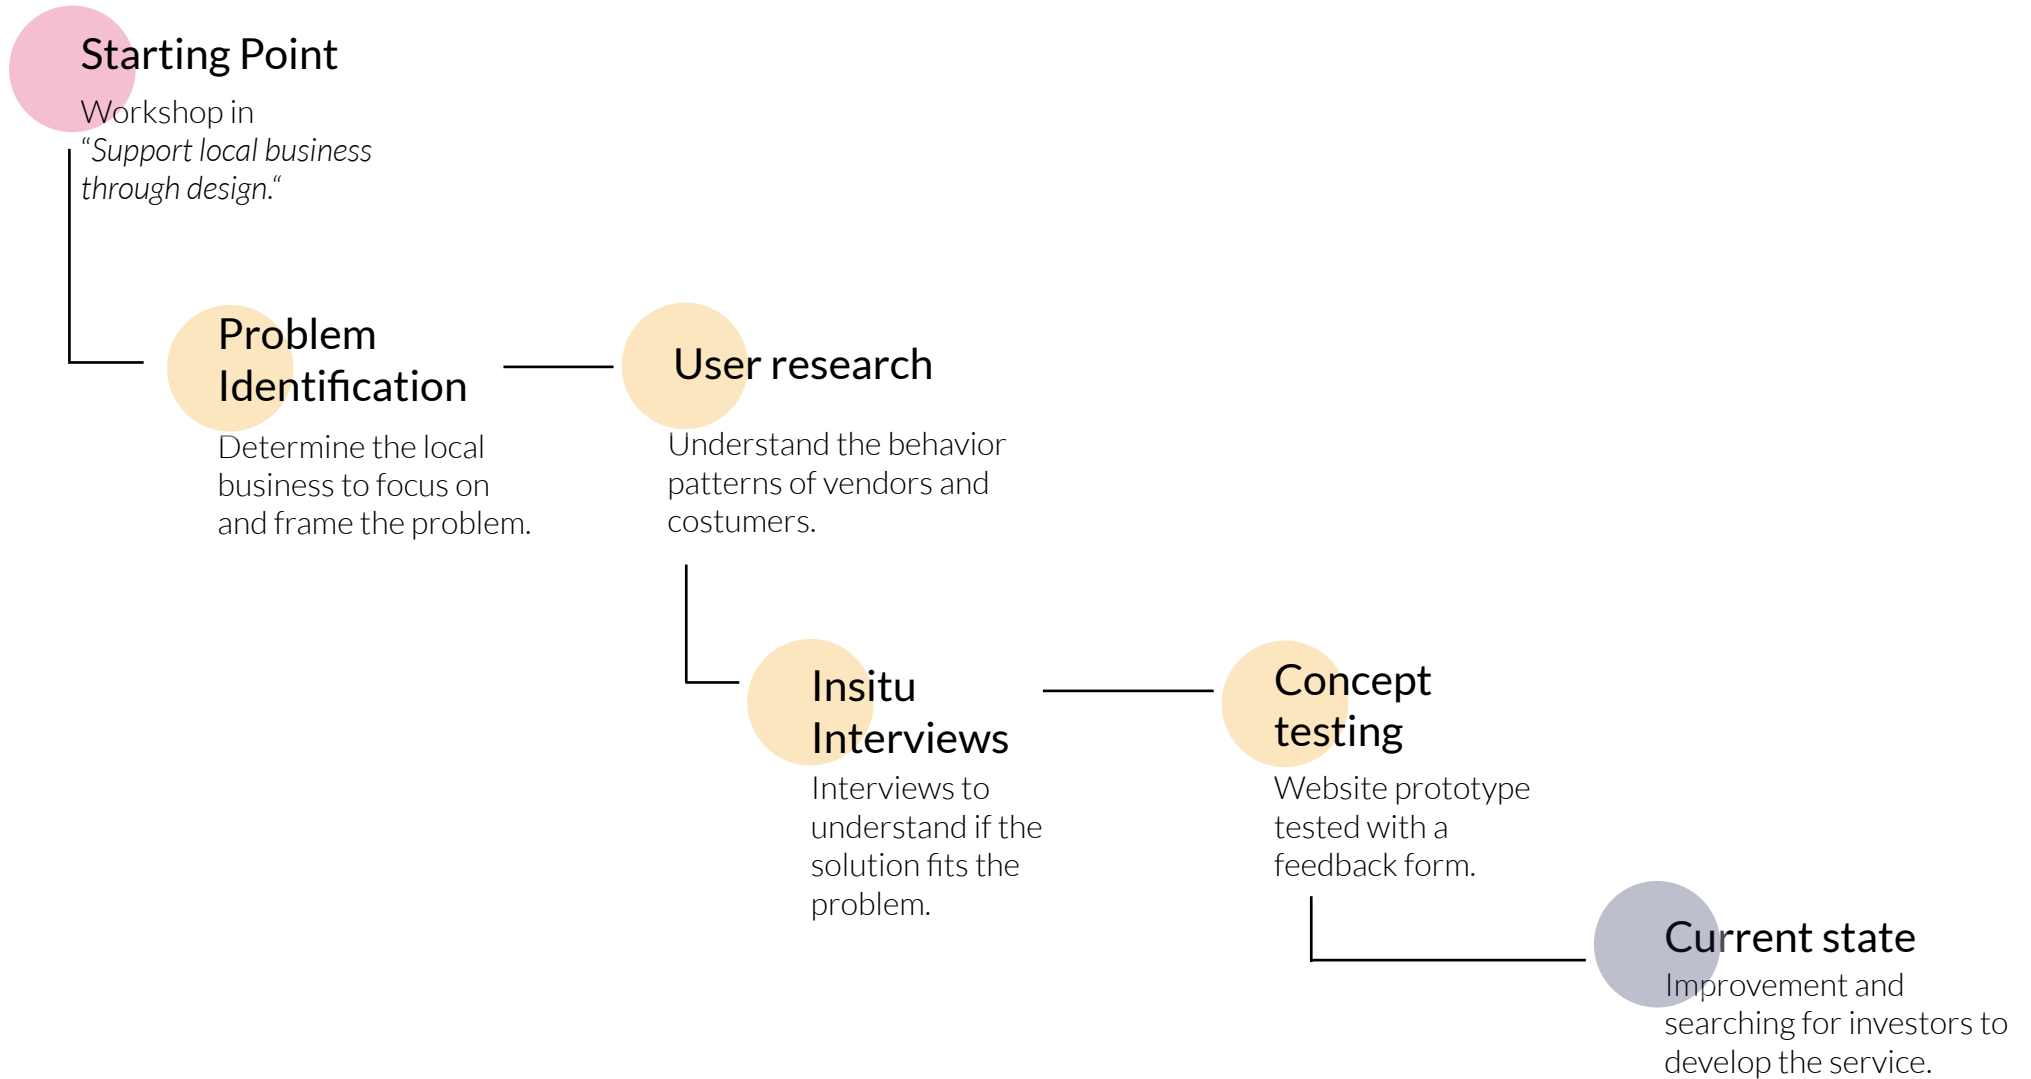 Starting Point
Workshop in
“Support local business
through design.“
Problem
Identification
Determine the local
business to focus on
and frame the problem.
User research
Understand the behavior
patterns of vendors and
costumers.
Insitu
Interviews
Interviews to
understand if the
solution fits the
problem.
Concept
testing
Website prototype
tested with a
feedback form.
Current state
Improvement and
searching for investors to
develop the service.